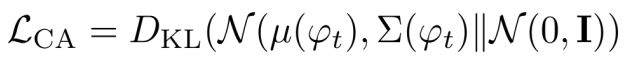 ℒ_CA = D_KL(𝒩(μ(φ_t), Σ(φ_t)‖𝒩(0, 𝐈))